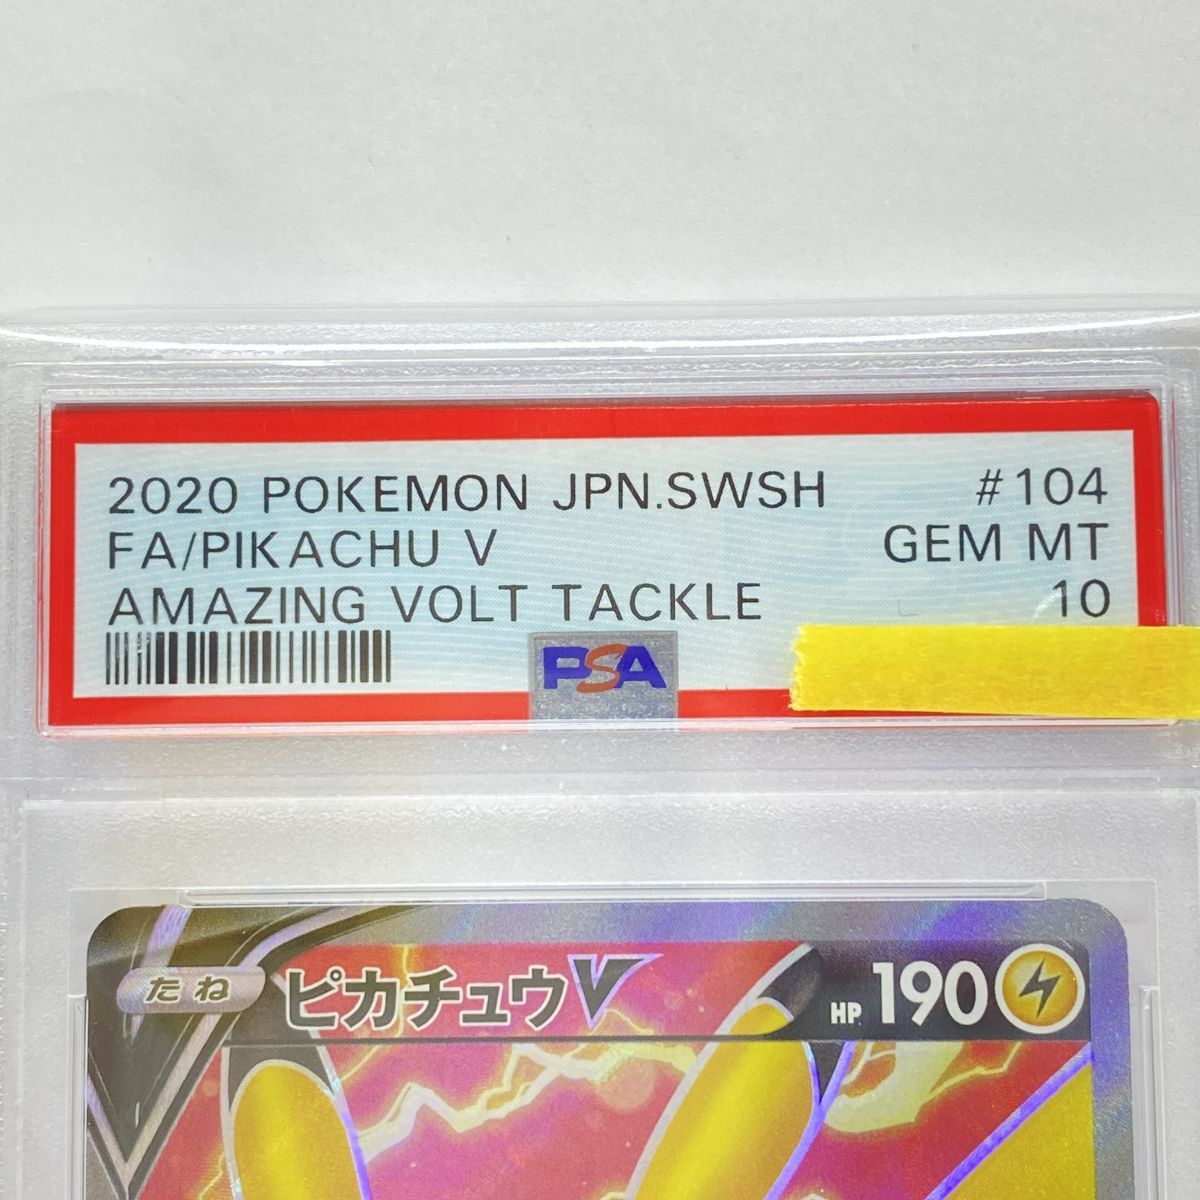 2020 POKEMON JPN.SWSH #104
FA/PIKACHU V GEM MT
AMAZING VOLT TACKLE 10
PSA
たね ピカチュウV HP 190